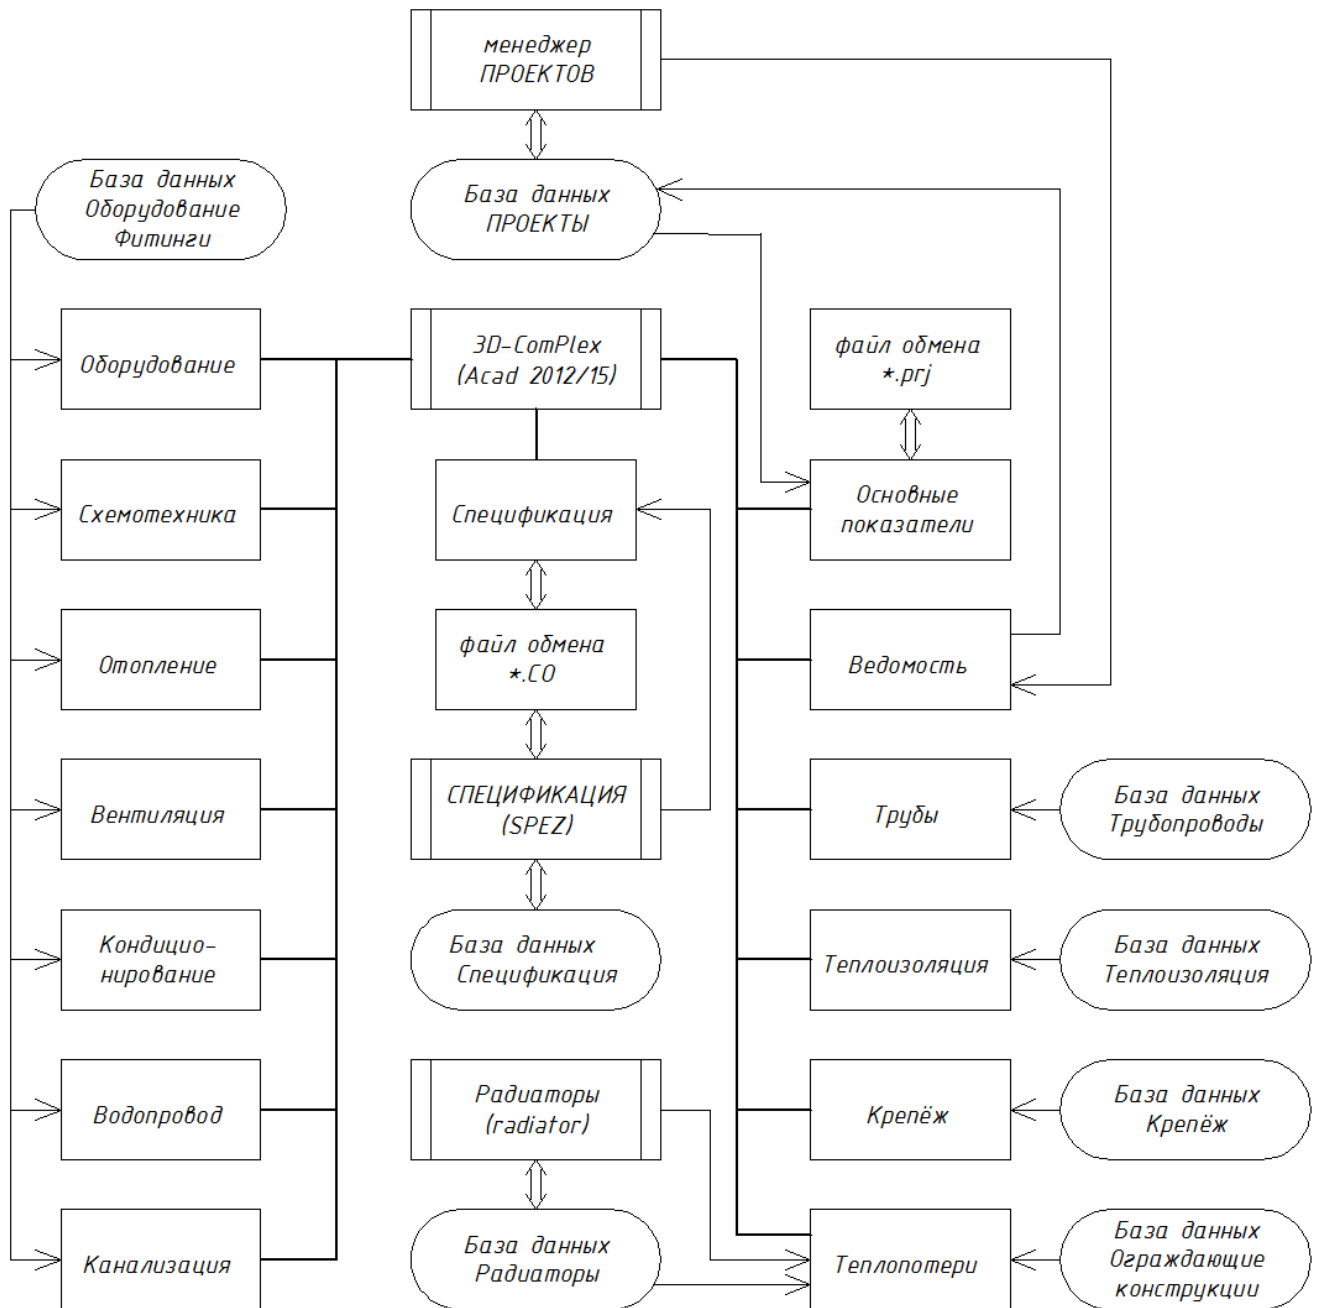 менеджер
ПРОЕКТОВ
База данных
Оборудование
Фитинги
База данных
ПРОЕКТЫ
Оборудование
3D-ComPlex
(Acad 2012/15)
файл обмена
*.prj
Схемотехника
Спецификация
Основные
показатели
Отопление
файл обмена
*.СО
Ведомость
Вентиляция
СПЕЦИФИКАЦИЯ
(SPEZ)
Трубы
База данных
Трубопроводы
Кондицио-
нирование
База данных
Спецификация
Теплоизоляция
База данных
Теплоизоляция
Водопровод
Радиаторы
(radiator)
Крепёж
База данных
Крепёж
Канализация
База данных
Радиаторы
Теплопотери
База данных
Ограждающие
конструкции